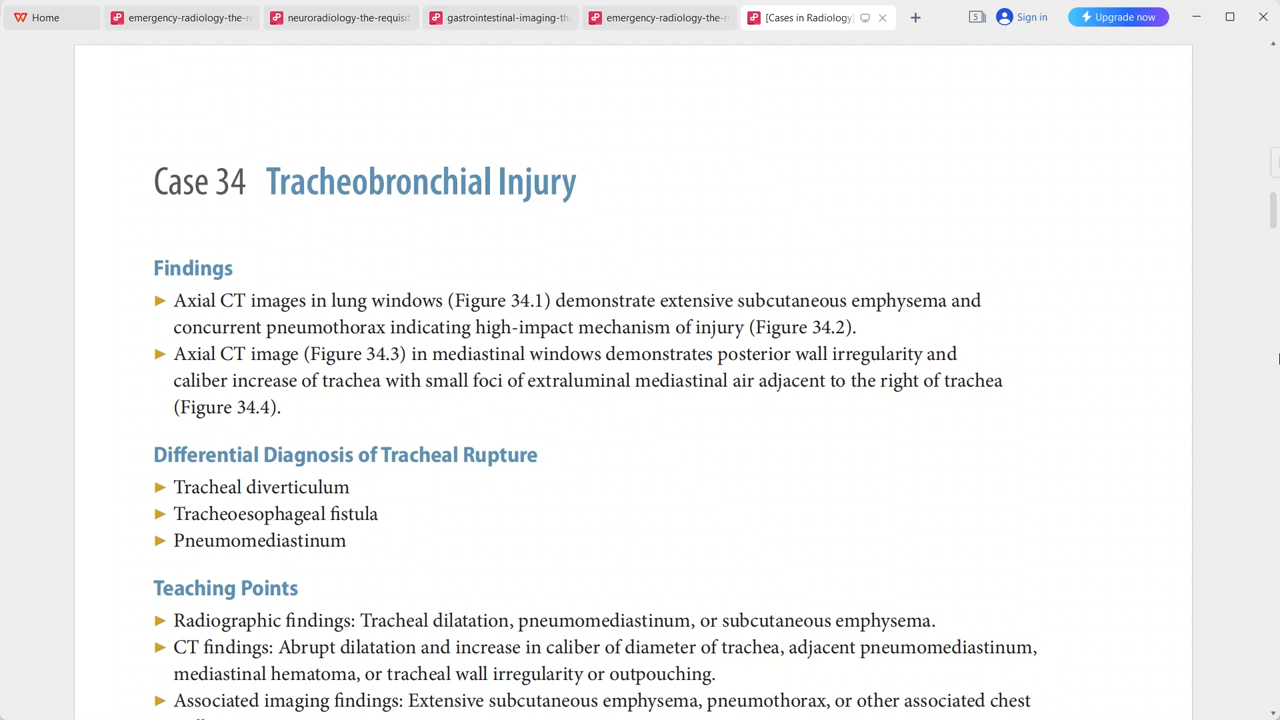 Home
emergency-radiology-the-r
neuroradiology-the-requisit
gastrointestinal-imaging-th
emergency-radiology-the-r
[Cases in Radiology]
5
Sign in
Upgrade now
Case 34 Tracheobronchial Injury
Findings
► Axial CT images in lung windows (Figure 34.1) demonstrate extensive subcutaneous emphysema and
concurrent pneumothorax indicating high-impact mechanism of injury (Figure 34.2).
► Axial CT image (Figure 34.3) in mediastinal windows demonstrates posterior wall irregularity and
caliber increase of trachea with small foci of extraluminal mediastinal air adjacent to the right of trachea
(Figure 34.4).
Differential Diagnosis of Tracheal Rupture
► Tracheal diverticulum
► Tracheoesophageal fistula
► Pneumomediastinum
Teaching Points
► Radiographic findings: Tracheal dilatation, pneumomediastinum, or subcutaneous emphysema.
► CT findings: Abrupt dilatation and increase in caliber of diameter of trachea, adjacent pneumomediastinum,
mediastinal hematoma, or tracheal wall irregularity or outpouching.
► Associated imaging findings: Extensive subcutaneous emphysema, pneumothorax, or other associated chest